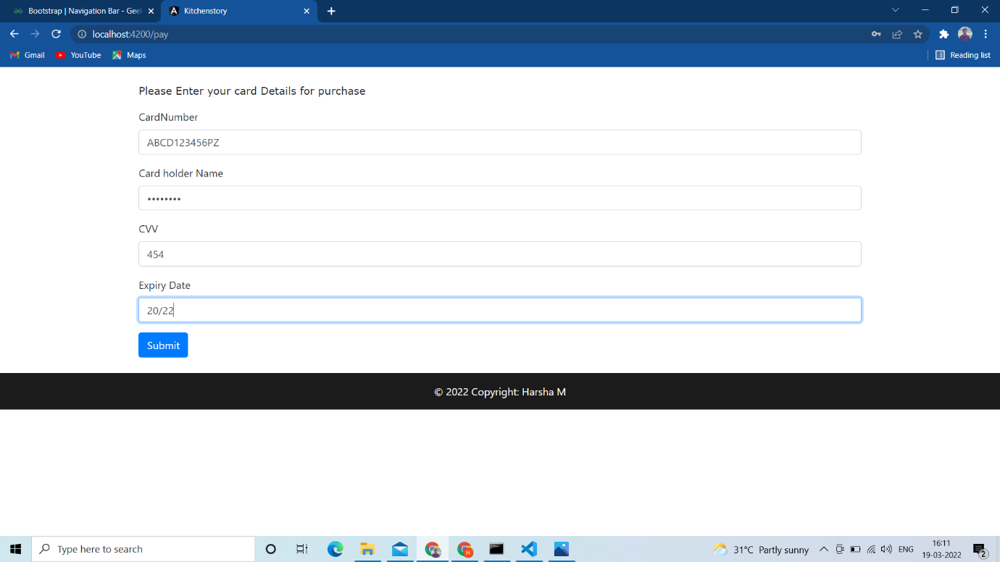 Bootstrap | Navigation Bar - Geel
Kitchenstory
localhost:4200/pay
Gmail
YouTube
Maps
Reading list
Please Enter your card Details for purchase
CardNumber
ABCD123456PZ
Card holder Name
••••••••
CVV
454
Expiry Date
20/22
Submit
© 2022 Copyright: Harsha M
Type here to search
H
31°C Partly sunny
ENG
16:11
19-03-2022
2